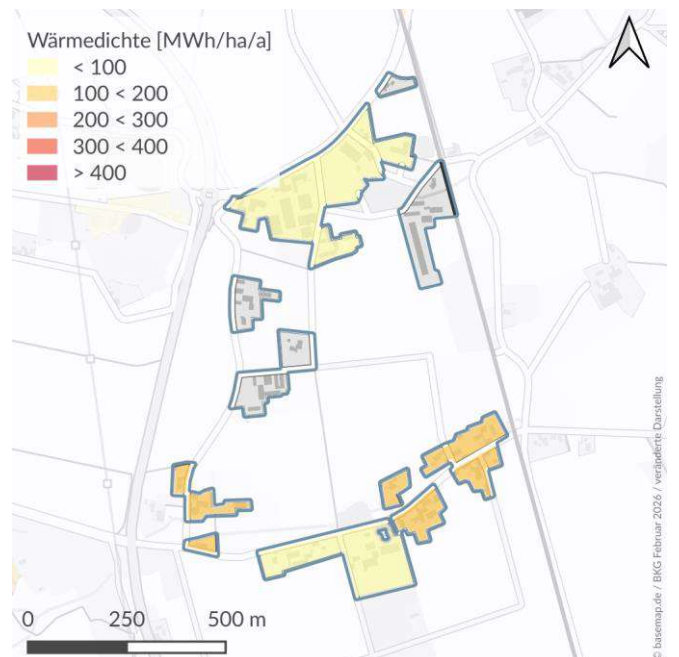 Wärmedichte [MWh/ha/a]
< 100
100 < 200
200 < 300
300 < 400
> 400
0 250 500 m
© basemap.de / BKG Februar 2026 / veränderte Darstellung